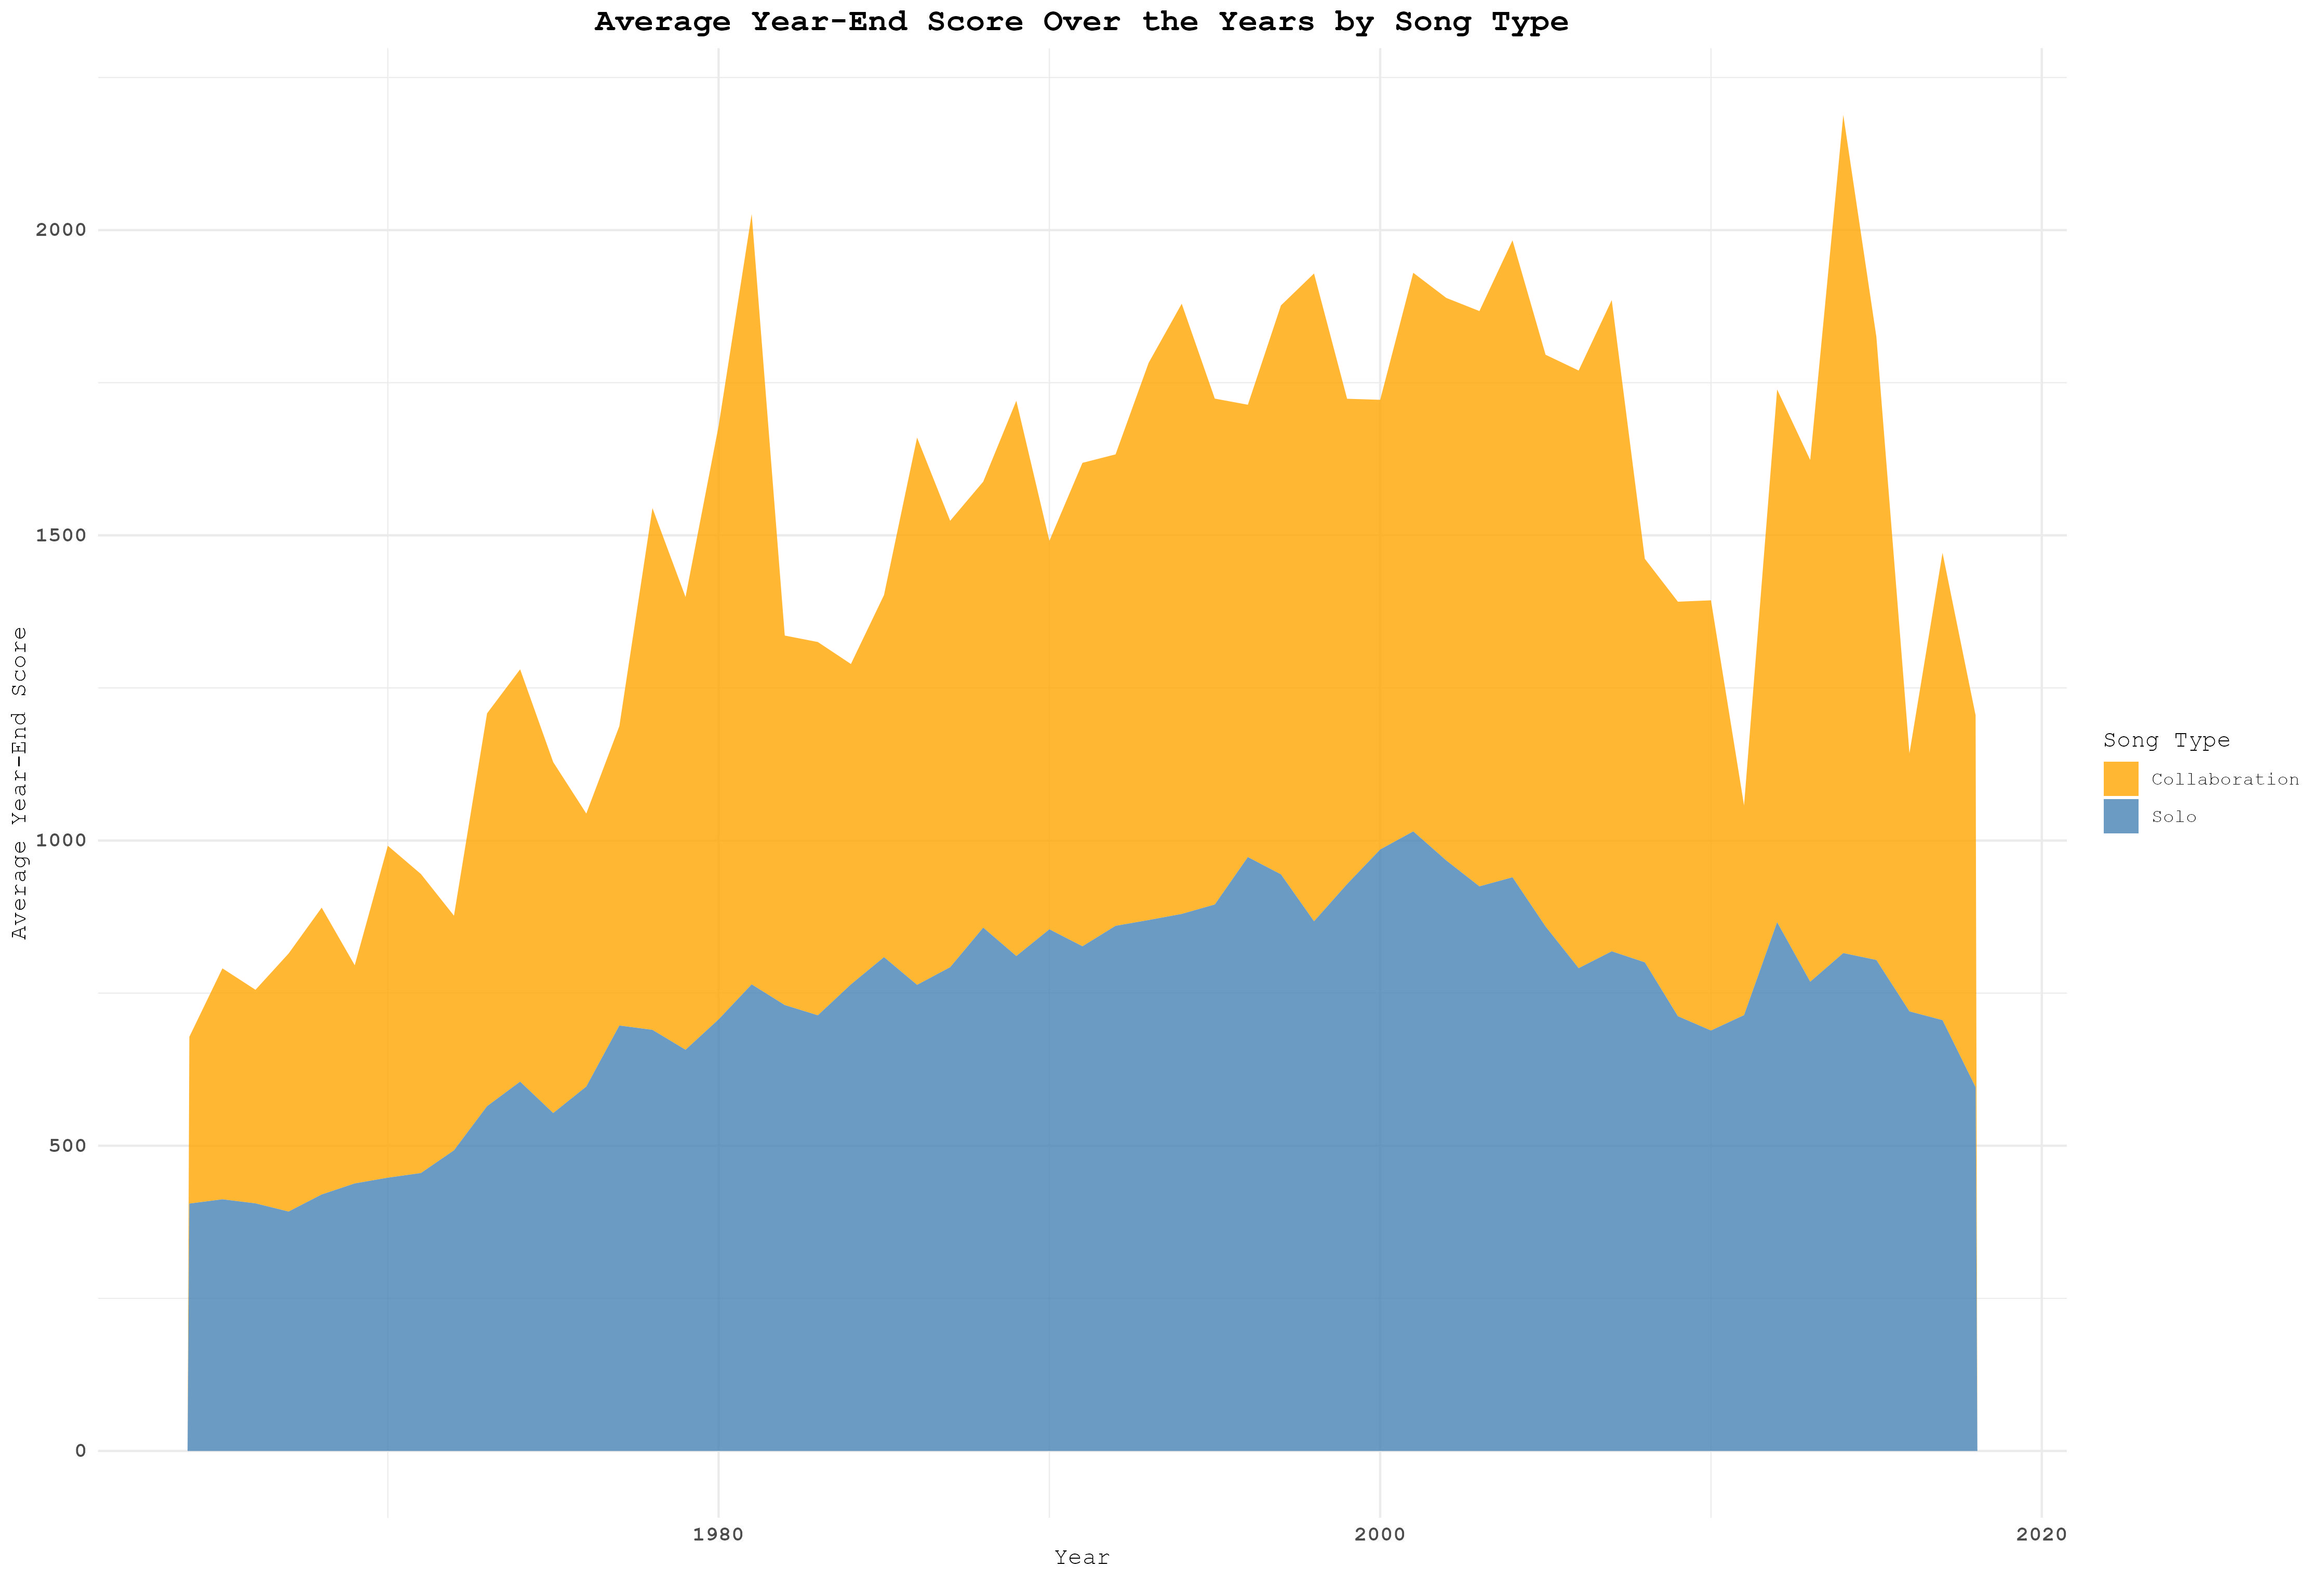 Average Year-End Score Over the Years by Song Type
Average Year-End Score
2000
1500
1000
500
0
1980
2000
2020
Year
Song Type
Collaboration
Solo